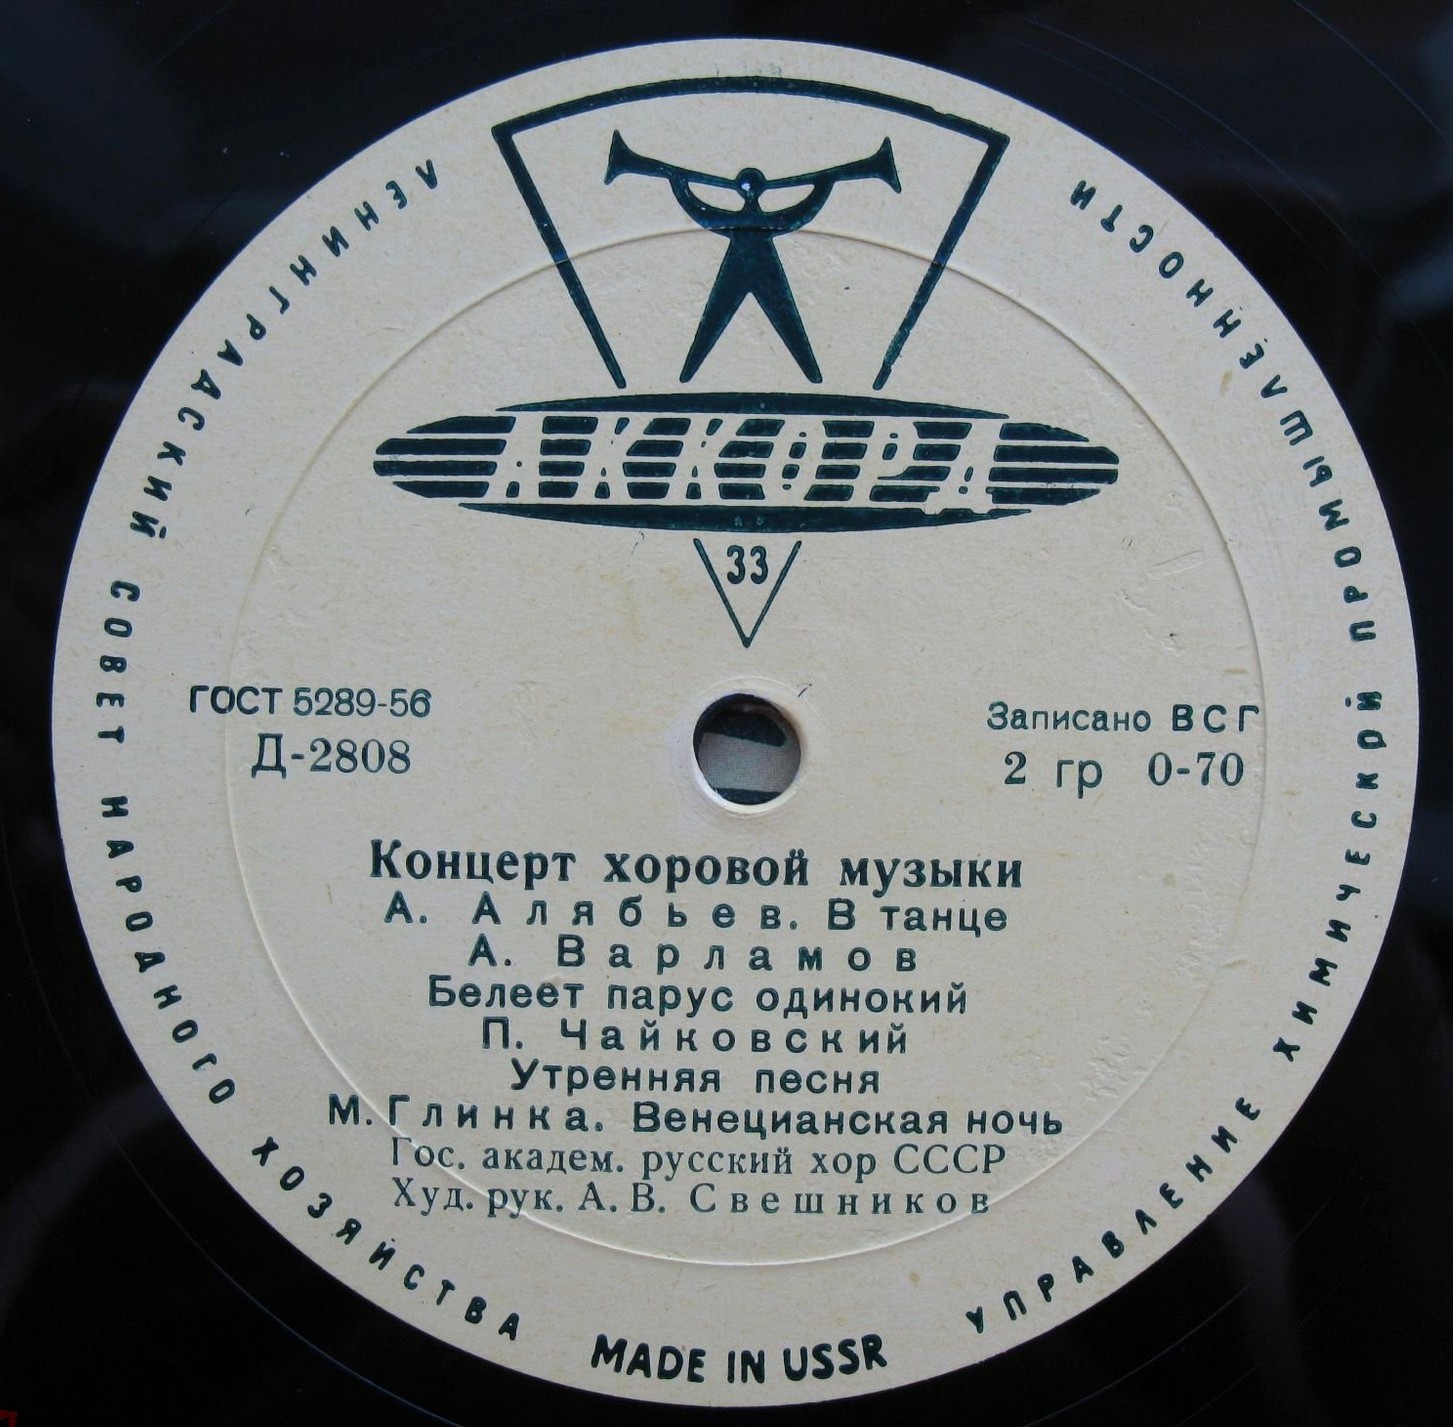 АККОРД
33
ГОСТ 5289-56
Д-2808
Записано ВСГ
2 гр 0-70
Концерт хоровой музыки
А. Алябьев. В танце
А. Варламов
Белеет парус одинокий
П. Чайковский
Утренняя песня
М. Глинка. Венецианская ночь
Гос. академ. русский хор СССР
Худ. рук. А. В. Свешников
ЛЕНИНГРАДСКИЙ СОВЕТ НАРОДНОГО ХОЗЯЙСТВА
MADE IN USSR
УПРАВЛЕНИЕ ХИМИЧЕСКОЙ ПРОМЫШЛЕННОСТИ